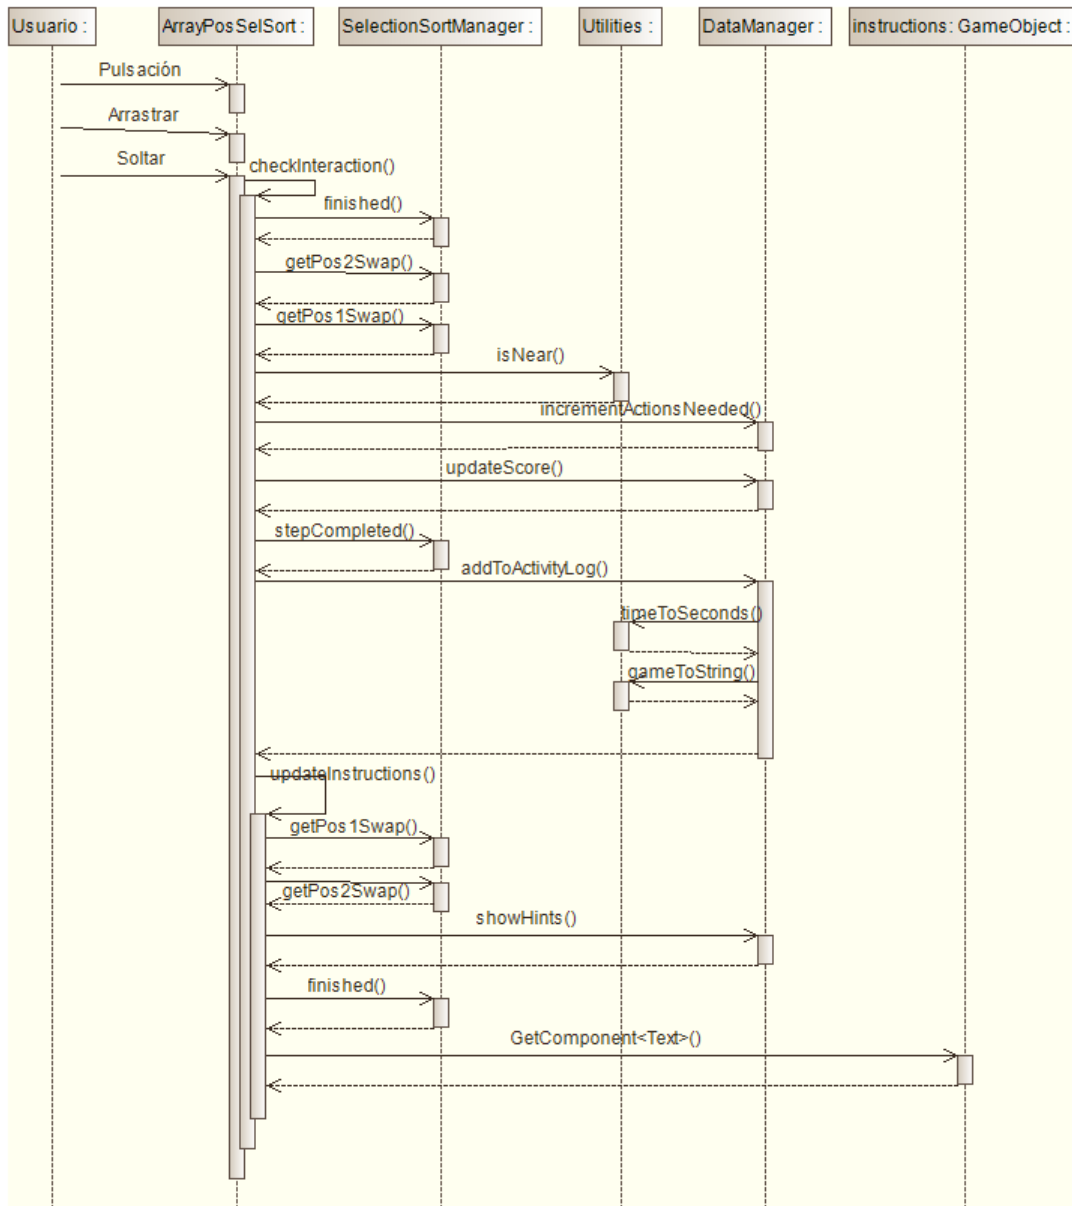 Usuario :
ArrayPosSelSort :
SelectionSortManager :
Utilities :
DataManager :
instructions: GameObject :
Pulsación
Arrastrar
Soltar
checkInteraction()
finished()
getPos2Swap()
getPos1Swap()
isNear()
incrementActionsNeeded()
updateScore()
stepCompleted()
addToActivityLog()
timeToSeconds()
gameToString()
updateInstructions()
getPos1Swap()
getPos2Swap()
showHints()
finished()
GetComponent<Text>()